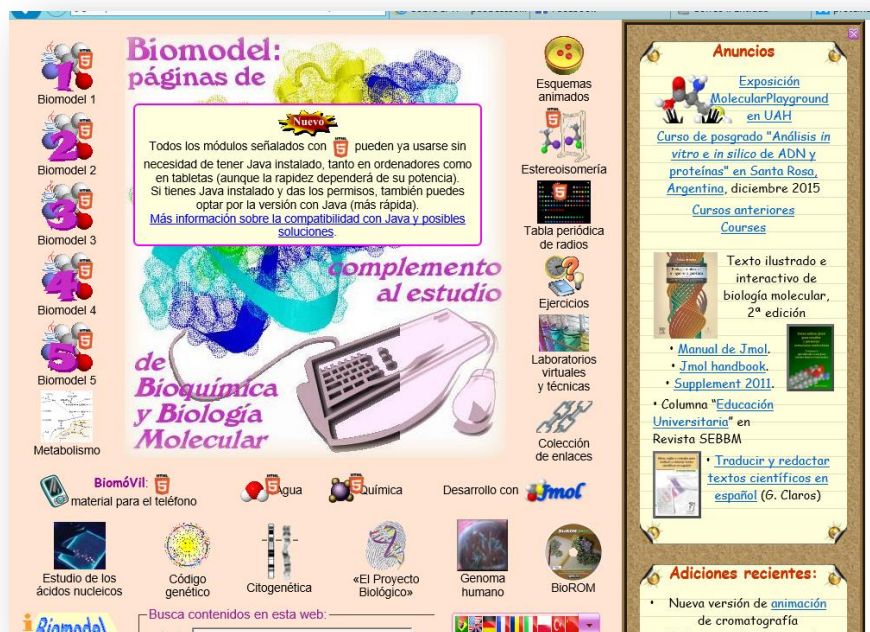 Biomodel:
páginas de
complemento
al estudio
de
Bioquímica
y Biología
Molecular
Nuevo
Todos los módulos señalados con HTML 5 pueden ya usarse sin
necesidad de tener Java instalado, tanto en ordenadores como
en tabletas (aunque la rapidez dependerá de su potencia).
Si tienes Java instalado y das los permisos, también puedes
optar por la versión con Java (más rápida).
Más información sobre la compatibilidad con Java y posibles
soluciones.
1
Biomodel 1
2
Biomodel 2
3
Biomodel 3
4
Biomodel 4
5
Biomodel 5
Metabolismo
Esquemas
animados
Estereoisomería
Tabla periódica
de radios
Ejercicios
Laboratorios
virtuales
y técnicas
Colección
de enlaces
BiomóVil:
material para el teléfono
Agua
Química
Desarrollo con Jmol
Estudio de los
ácidos nucleicos
Código
genético
Citogenética
«El Proyecto
Biológico»
Genoma
humano
BioROM
Biomodel
Busca contenidos en esta web:
Anuncios
Exposición
MolecularPlayground
en UAH
Curso de posgrado "Análisis in
vitro e in silico de ADN y
proteínas" en Santa Rosa,
Argentina, diciembre 2015
Cursos anteriores
Courses
Texto ilustrado e
interactivo de
biología molecular,
2ª edición
• Manual de Jmol.
• Jmol handbook.
• Supplement 2011.
• Columna "Educación
Universitaria" en
Revista SEBBM
• Traducir y redactar
textos científicos en
español (G. Claros)
Adiciones recientes:
• Nueva versión de animación
de cromatografía